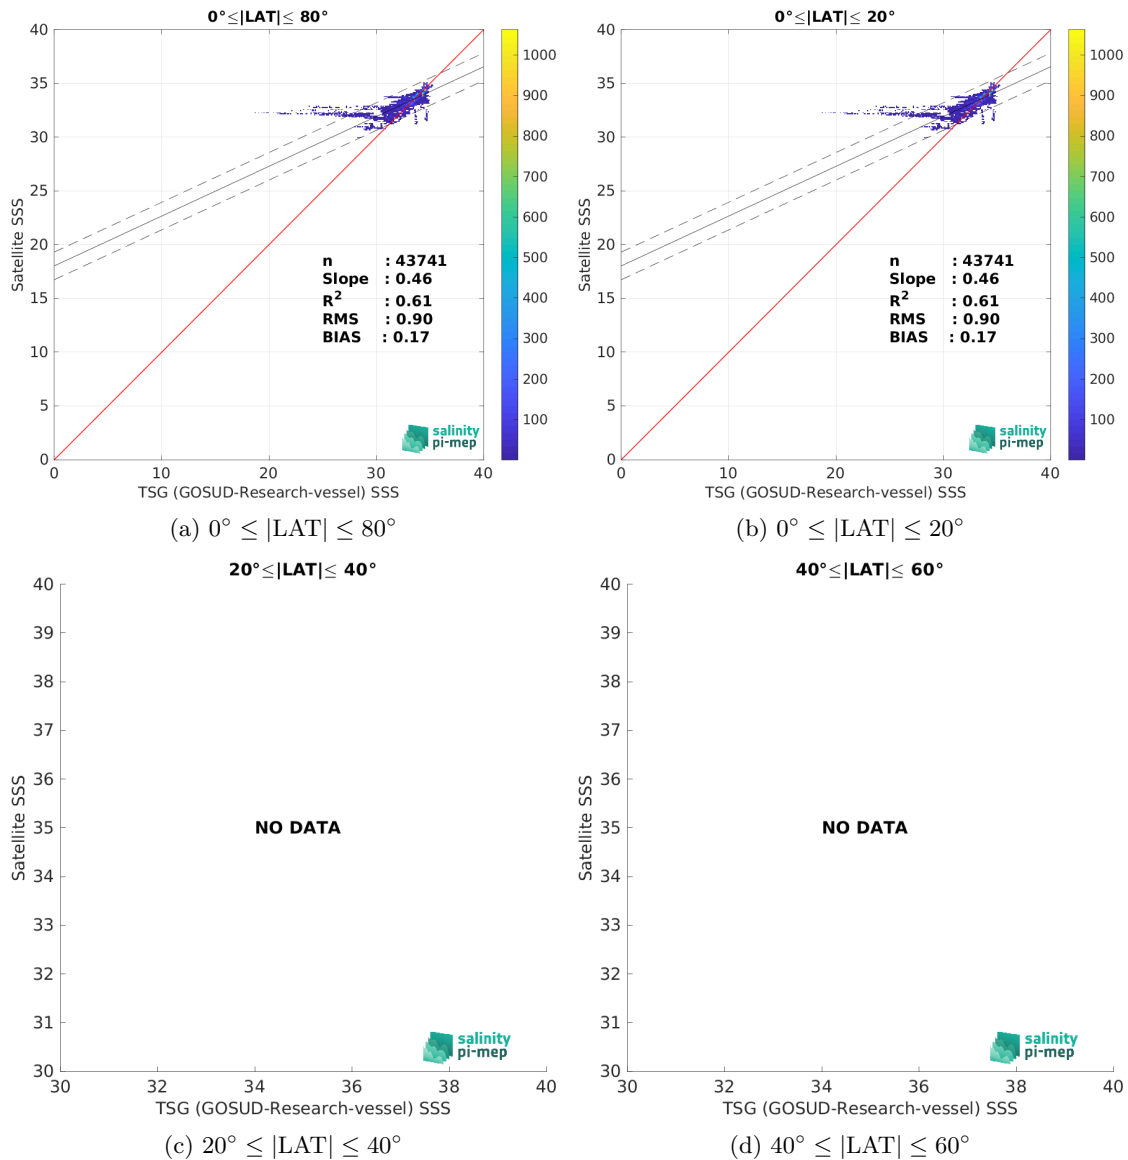 0°≤|LAT|≤ 80°
40
35
30
25
20
15
10
5
0
Satellite SSS
n : 43741
Slope : 0.46
R² : 0.61
RMS : 0.90
BIAS : 0.17
salinity
pi-mep
0 10 20 30 40
TSG (GOSUD-Research-vessel) SSS
1000
900
800
700
600
500
400
300
200
100
(a) 0° ≤ |LAT| ≤ 80°
0°≤|LAT|≤ 20°
40
35
30
25
20
15
10
5
0
Satellite SSS
n : 43741
Slope : 0.46
R² : 0.61
RMS : 0.90
BIAS : 0.17
salinity
pi-mep
0 10 20 30 40
TSG (GOSUD-Research-vessel) SSS
1000
900
800
700
600
500
400
300
200
100
(b) 0° ≤ |LAT| ≤ 20°
20°≤|LAT|≤ 40°
40
39
38
37
36
35
34
33
32
31
30
Satellite SSS
NO DATA
salinity
pi-mep
30 32 34 36 38 40
TSG (GOSUD-Research-vessel) SSS
(c) 20° ≤ |LAT| ≤ 40°
40°≤|LAT|≤ 60°
40
39
38
37
36
35
34
33
32
31
30
Satellite SSS
NO DATA
salinity
pi-mep
30 32 34 36 38 40
TSG (GOSUD-Research-vessel) SSS
(d) 40° ≤ |LAT| ≤ 60°